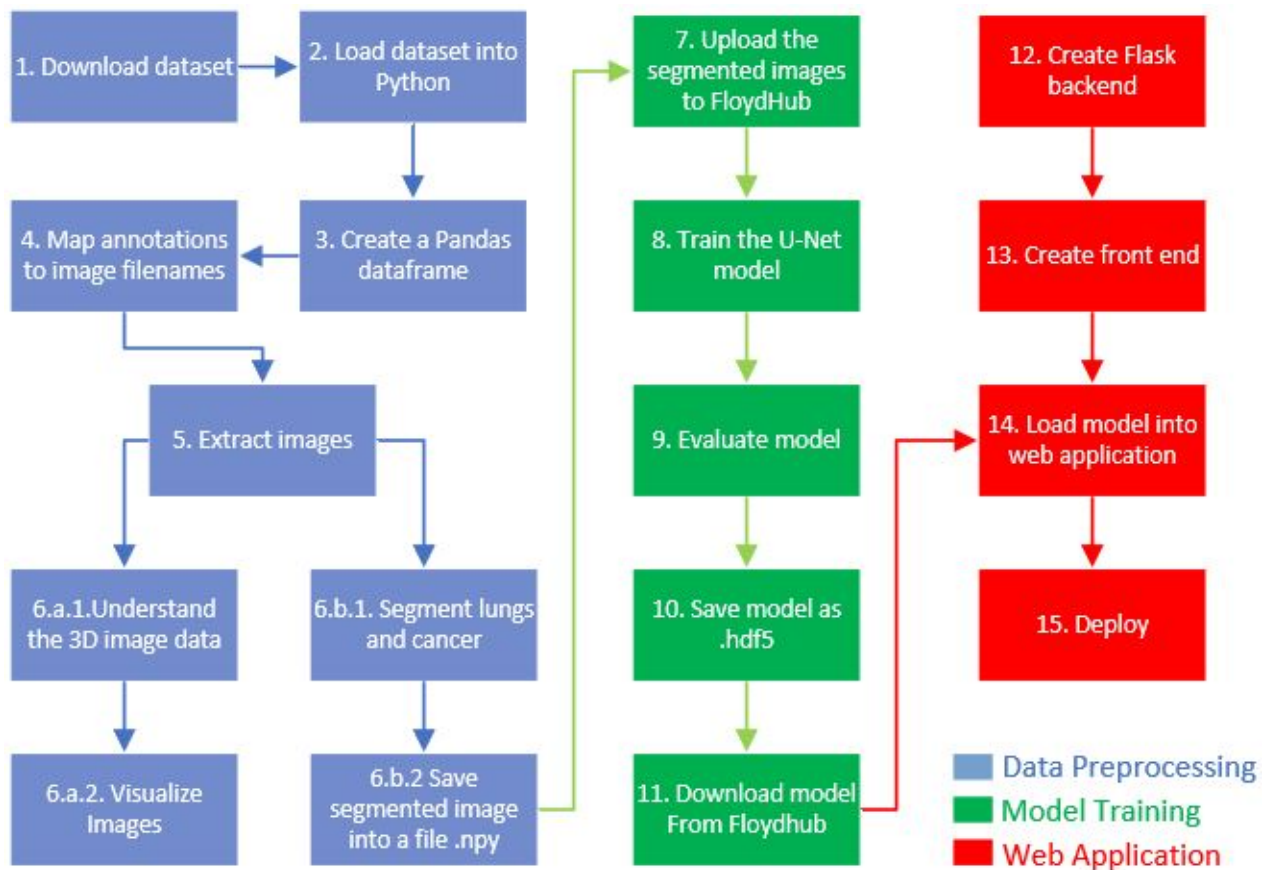 1. Download dataset
2. Load dataset into
Python
3. Create a Pandas
dataframe
4. Map annotations
to image filenames
5. Extract images
6.a.1.Understand
the 3D image data
6.a.2. Visualize
Images
6.b.1. Segment lungs
and cancer
6.b.2 Save
segmented image
into a file .npy
7. Upload the
segmented images
to FloydHub
8. Train the U-Net
model
9. Evaluate model
10. Save model as
.hdf5
11. Download model
From Floydhub
12. Create Flask
backend
13. Create front end
14. Load model into
web application
15. Deploy
Data Preprocessing
Model Training
Web Application